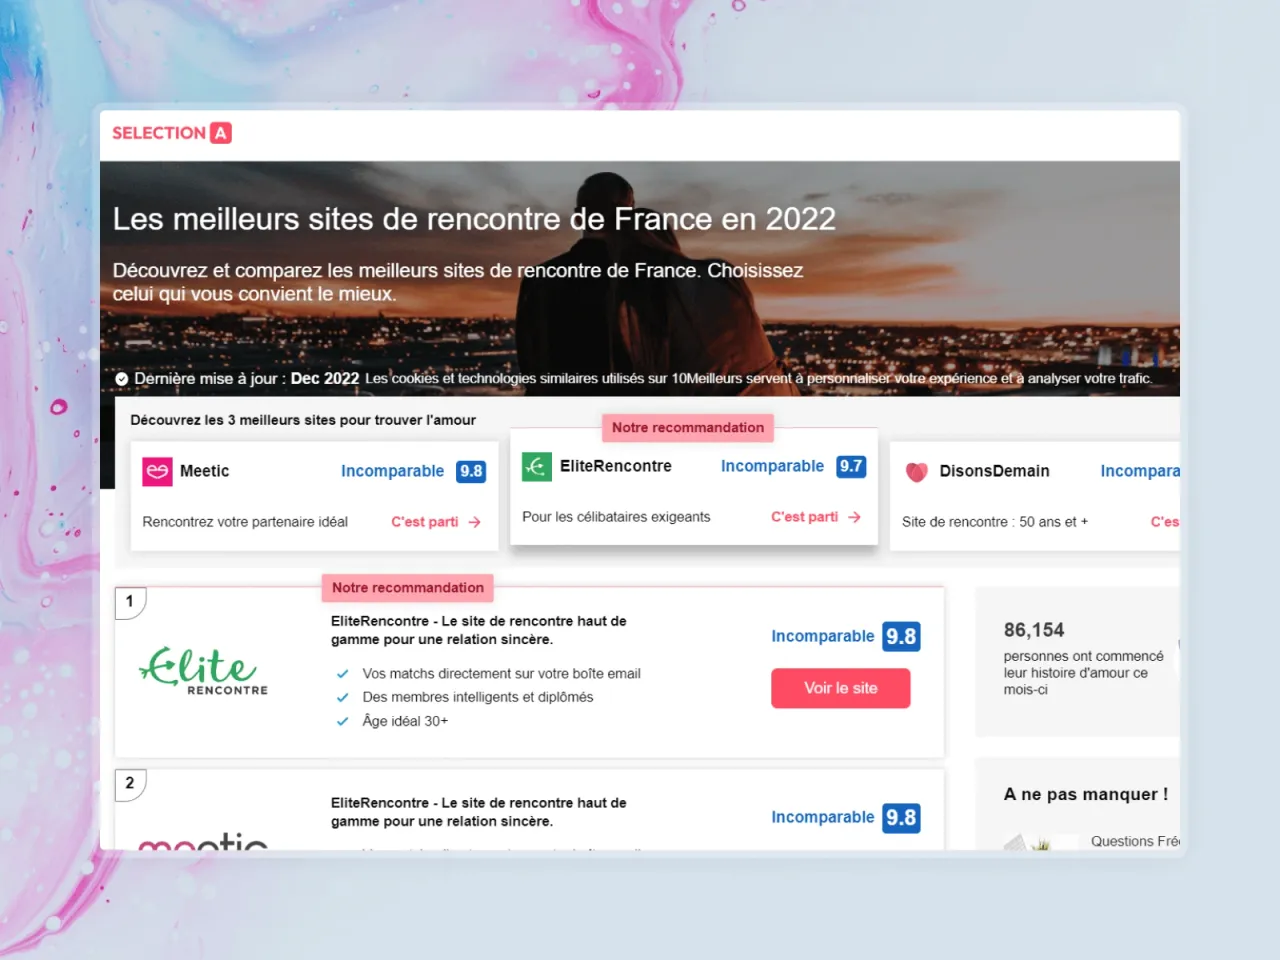 SELECTION A
Les meilleurs sites de rencontre de France en 2022
Découvrez et comparez les meilleurs sites de rencontre de France. Choisissez
celui qui vous convient le mieux.
Dernière mise à jour : Dec 2022 Les cookies et technologies similaires utilisés sur 10Meilleurs servent à personnaliser votre expérience et à analyser votre trafic.
Découvrez les 3 meilleurs sites pour trouver l'amour
Notre recommandation
Meetic Incomparable 9.8
Rencontrez votre partenaire idéal C'est parti
EliteRencontre Incomparable 9.7
Pour les célibataires exigeants C'est parti
DisonsDemain Incompara
Site de rencontre : 50 ans et + C'es
Notre recommandation
1
Elite
RENCONTRE
EliteRencontre - Le site de rencontre haut de
gamme pour une relation sincère.
Vos matchs directement sur votre boîte email
Des membres intelligents et diplômés
Âge idéal 30+
Incomparable 9.8
Voir le site
86,154
personnes ont commencé
leur histoire d'amour ce
mois-ci
2
meetic
EliteRencontre - Le site de rencontre haut de
gamme pour une relation sincère.
Incomparable 9.8
A ne pas manquer !
Questions Fré